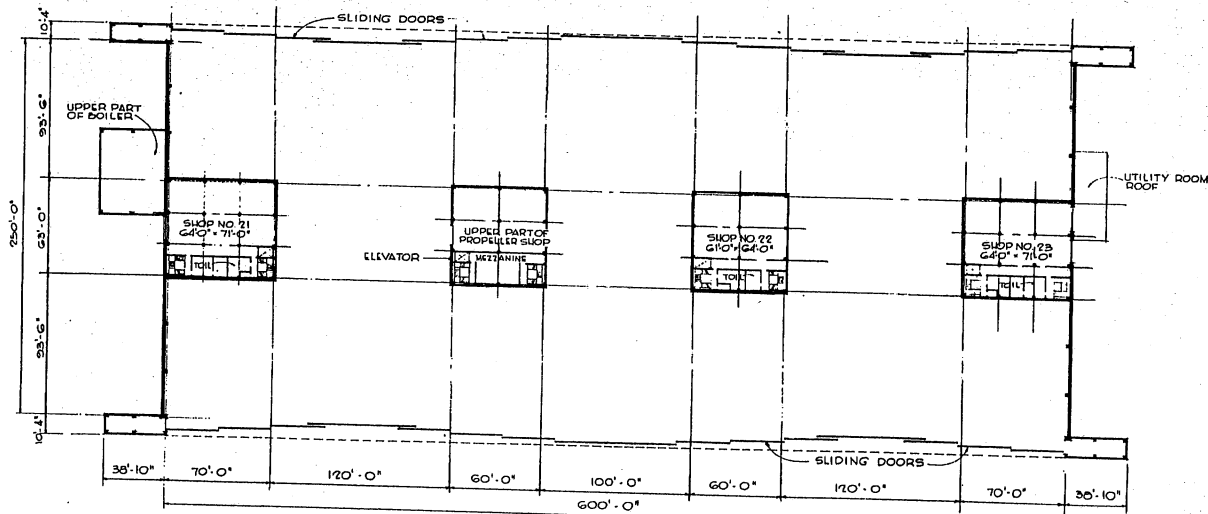 SLIDING DOORS
10'-4"
UPPER PART
OF BOILER
93'-6"
250'-0"
63'-0"
93'-6"
10'-4"
UTILITY ROOM
ROOF
SHOP NO. 21
64'-0" × 71'-0"
TOIL.
ELEVATOR
UPPER PART OF
PROPELLER SHOP
MEZZANINE
SHOP NO. 22
61'-0" × 64'-0"
TOIL.
SHOP NO. 23
64'-0" × 71'-0"
TOIL.
SLIDING DOORS
38'-10" 70'-0" 120'-0" 60'-0" 100'-0" 60'-0" 120'-0" 70'-0" 38'-10"
600'-0"